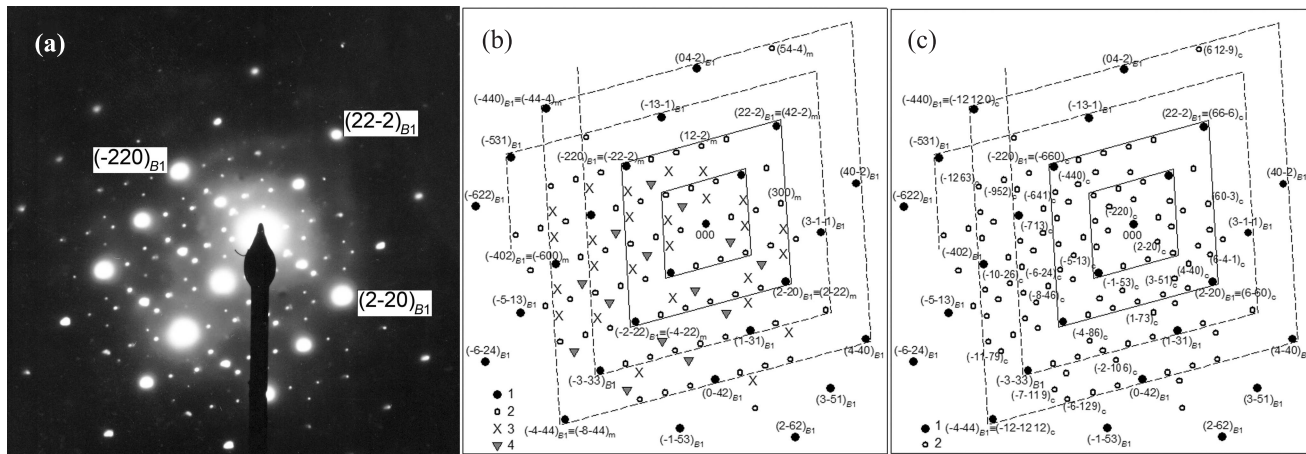 (a)
(22-2)B1
(-220)B1
(2-20)B1
(b)
(54-4)m
(04-2)B1
(-440)B1≡(-44-4)m
(-13-1)B1
(22-2)B1≡(42-2)m
(-531)B1
(12-2)m
(-220)B1≡(-22-2)m
(40-2)B1
(-622)B1
(300)m
(3-1-1)B1
000
(-402)B1≡(-600)m
(2-20)B1≡(2-22)m
(-5-13)B1
(-2-22)B1≡(-4-22)m
(1-31)B1
(-6-24)B1
(4-40)B1
(-3-33)B1
(0-42)B1
(3-51)B1
(-4-44)B1≡(-8-44)m
(-1-53)B1
(2-62)B1
1
2
3
4
(c)
(612-9)c
(04-2)B1
(-440)B1≡(-12120)c
(-13-1)B1
(22-2)B1≡(66-6)c
(-531)B1
(-220)B1≡(-660)c
(-440)c
(40-2)B1
(-1263)
(-952)c
(-641)c
(-622)B1
(60-3)c
(-220)c
(-713)c
000
(3-1-1)B1
(2-20)c
(-402)B1
(-5-13)c
(6-4-1)c
(-10-26)c
(-6-24)c
(-1-53)c
(3-51)c
(4-40)c
(2-20)B1≡(6-60)c
(-8-46)c
(-5-13)B1
(1-73)c
(-4-86)c
(1-31)B1
(-11-79)c
(-6-24)B1
(4-40)B1
(-2-106)c
(-3-33)B1
(-7-119)c
(0-42)B1
(3-51)B1
(-6-129)c
(-4-44)B1≡(-12-1212)c
(-1-53)B1
(2-62)B1
1
2